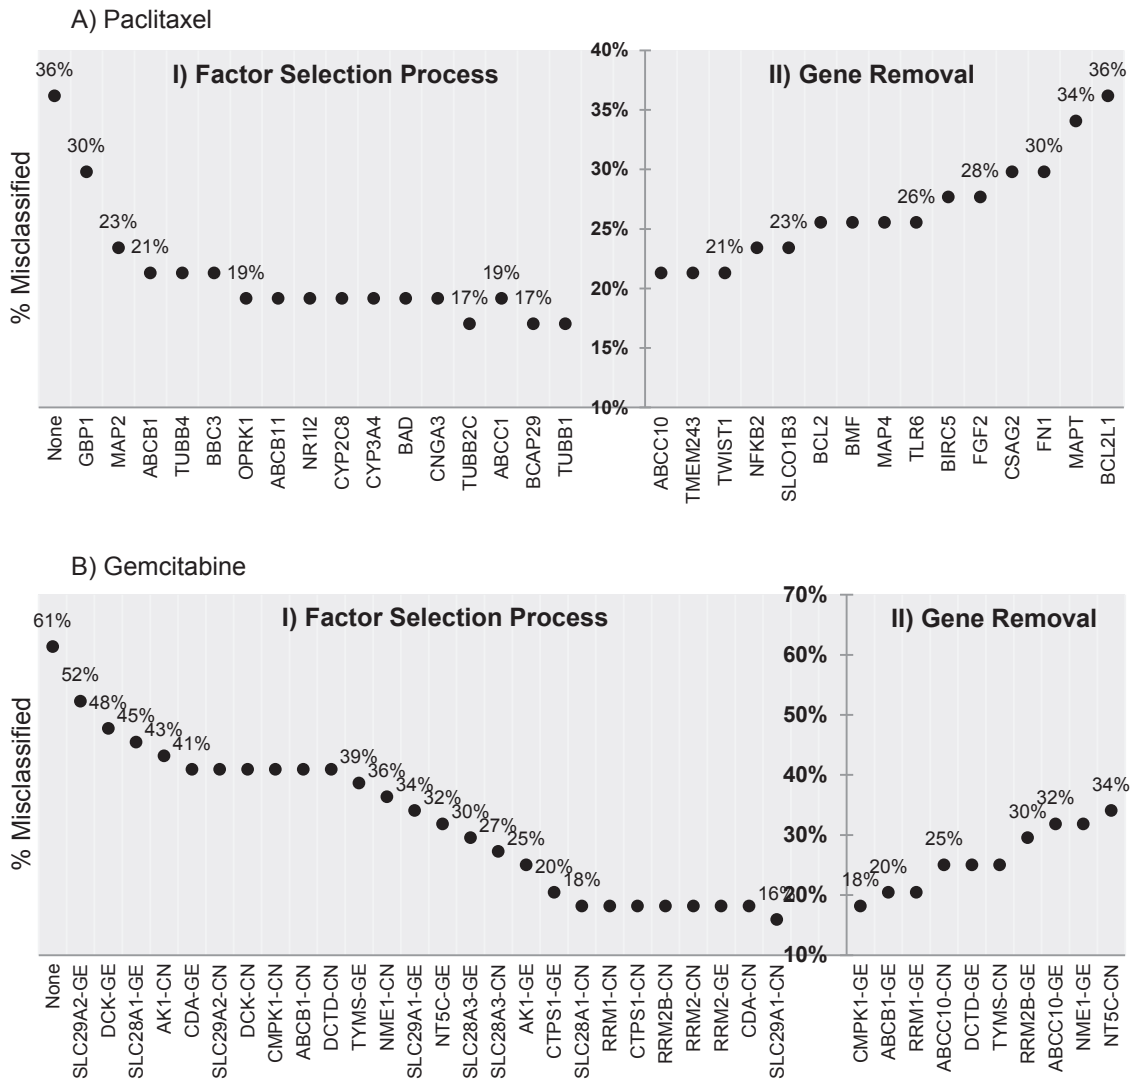 A) Paclitaxel
I) Factor Selection Process
II) Gene Removal
% Misclassified
36%
30%
23%
21%
19%
17%
19%
17%
40%
35%
30%
25%
20%
15%
10%
21%
23%
26%
28%
30%
34%
36%
None
GBP1
MAP2
ABCB1
TUBB4
BBC3
OPRK1
ABCB11
NR1I2
CYP2C8
CYP3A4
BAD
CNGA3
TUBB2C
ABCC1
BCAP29
TUBB1
ABCC10
TMEM243
TWIST1
NFKB2
SLCO1B3
BCL2
BMF
MAP4
TLR6
BIRC5
FGF2
CSAG2
FN1
MAPT
BCL2L1
B) Gemcitabine
I) Factor Selection Process
II) Gene Removal
% Misclassified
61%
52%
48%
45%
43%
41%
39%
36%
34%
32%
30%
27%
25%
20%
18%
16%
70%
60%
50%
40%
30%
20%
10%
18%
20%
25%
30%
32%
34%
None
SLC29A2-GE
DCK-GE
SLC28A1-GE
AK1-CN
CDA-GE
SLC29A2-CN
DCK-CN
CMPK1-CN
ABCB1-CN
DCTD-CN
TYMS-GE
NME1-CN
SLC29A1-GE
NT5C-GE
SLC28A3-GE
SLC28A3-CN
AK1-GE
CTPS1-GE
SLC28A1-CN
RRM1-CN
CTPS1-CN
RRM2B-CN
RRM2-CN
RRM2-GE
CDA-CN
SLC29A1-CN
CMPK1-GE
ABCB1-GE
RRM1-GE
ABCC10-CN
DCTD-GE
TYMS-CN
RRM2B-GE
ABCC10-GE
NME1-GE
NT5C-CN